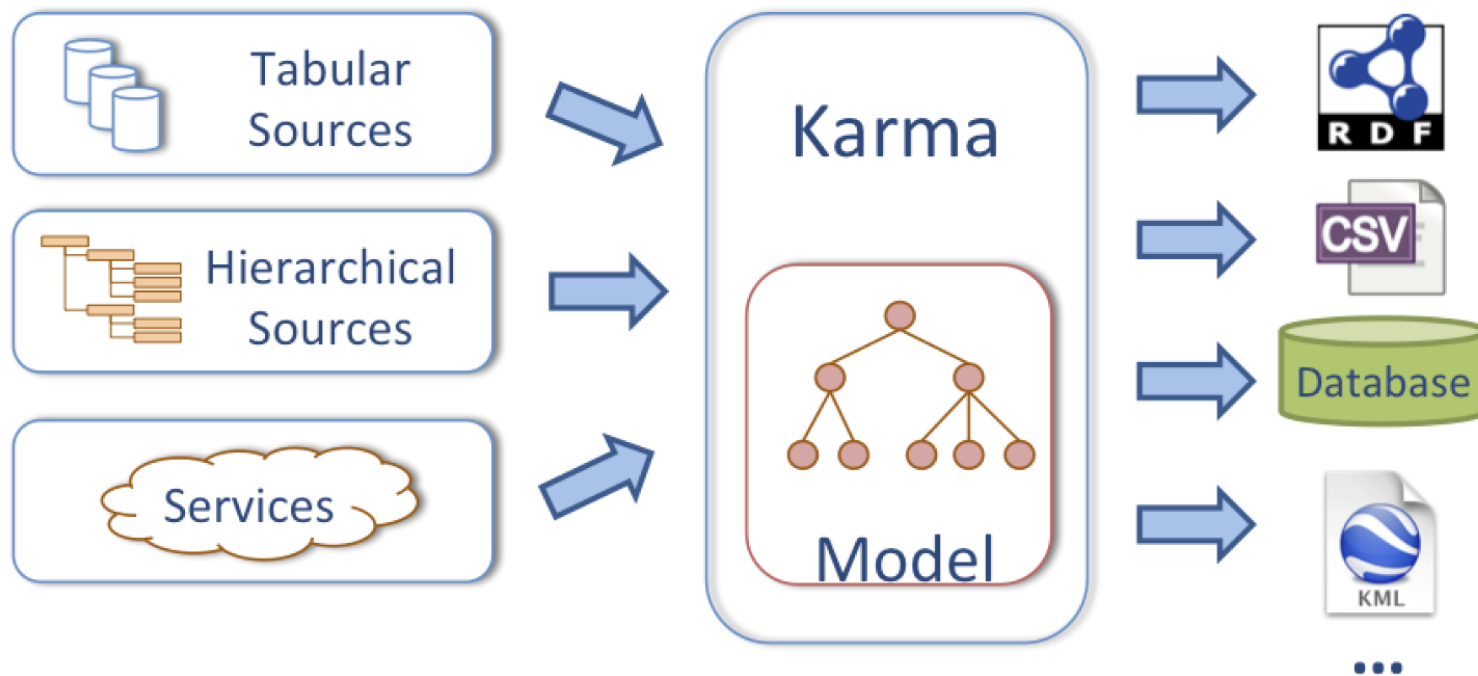 Tabular
Sources
Hierarchical
Sources
Services
Karma
Model
RDF
CSV
Database
KML
...